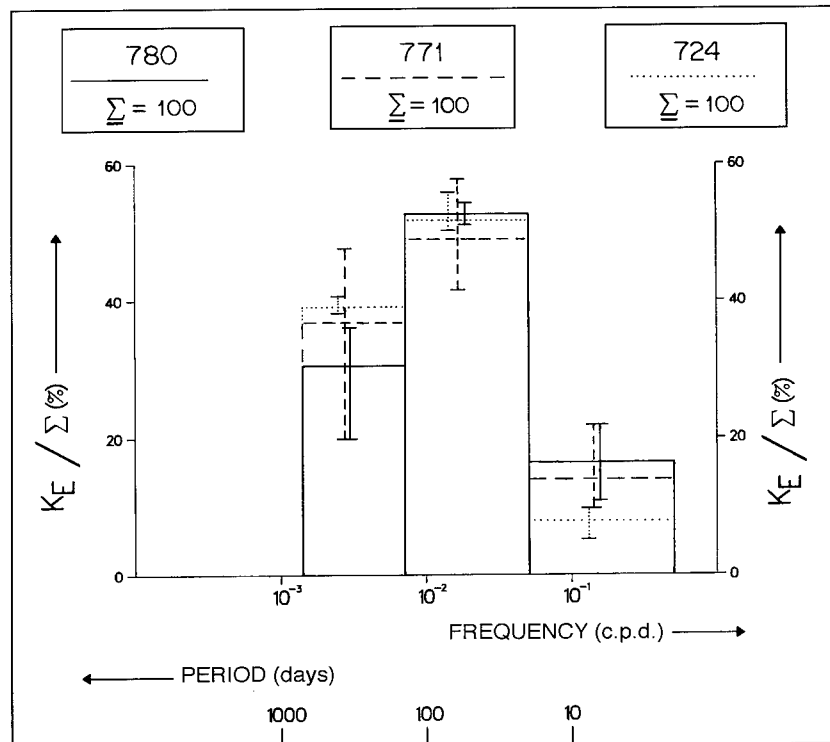 780
Σ = 100
771
Σ = 100
724
Σ = 100
60
40
20
0
K_E / Σ (%)
60
40
20
0
K_E / Σ (%)
10⁻³
10⁻²
10⁻¹
FREQUENCY (c.p.d.)
PERIOD (days)
1000
100
10